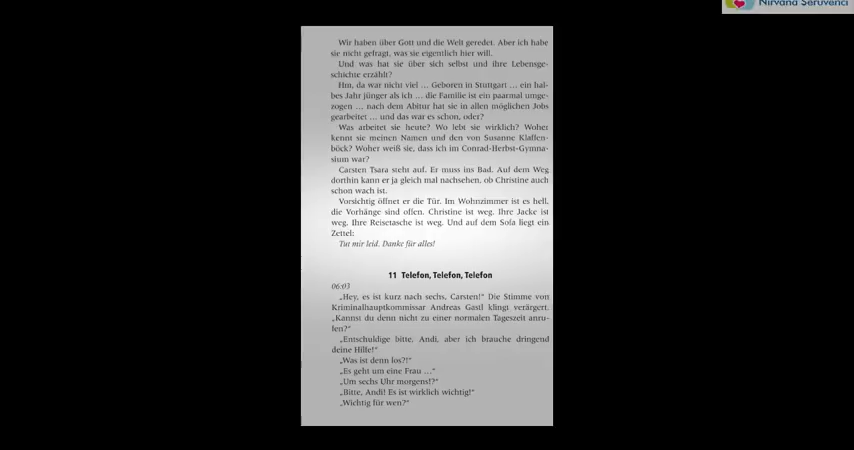 Nirvana Serüvenci
Wir haben über Gott und die Welt geredet. Aber ich habe
sie nicht gefragt, was sie eigentlich hier will.
Und was hat sie über sich selbst und ihre Lebensge-
schichte erzählt?
Hm, da war nicht viel … Geboren in Stuttgart … ein hal-
bes Jahr jünger als ich … die Familie ist ein paarmal umge-
zogen … nach dem Abitur hat sie in allen möglichen Jobs
gearbeitet … und das war es schon, oder?
Was arbeitet sie heute? Wo lebt sie wirklich? Woher
kennt sie meinen Namen und den von Susanne Klaffen-
böck? Woher weiß sie, dass ich im Conrad-Herbst-Gymna-
sium war?
Carsten Tsara steht auf. Er muss ins Bad. Auf dem Weg
dorthin kann er ja gleich mal nachsehen, ob Christine auch
schon wach ist.
Vorsichtig öffnet er die Tür. Im Wohnzimmer ist es hell,
die Vorhänge sind offen. Christine ist weg. Ihre Jacke ist
weg. Ihre Reisetasche ist weg. Und auf dem Sofa liegt ein
Zettel:
Tut mir leid. Danke für alles!
11 Telefon, Telefon, Telefon
06:03
„Hey, es ist kurz nach sechs, Carsten!“ Die Stimme von
Kriminalhauptkommissar Andreas Gastl klingt verärgert.
„Kannst du denn nicht zu einer normalen Tageszeit anru-
fen?“
„Entschuldige bitte, Andi, aber ich brauche dringend
deine Hilfe!“
„Was ist denn los?!“
„Es geht um eine Frau …“
„Um sechs Uhr morgens!?“
„Bitte, Andi! Es ist wirklich wichtig!“
„Wichtig für wen?“